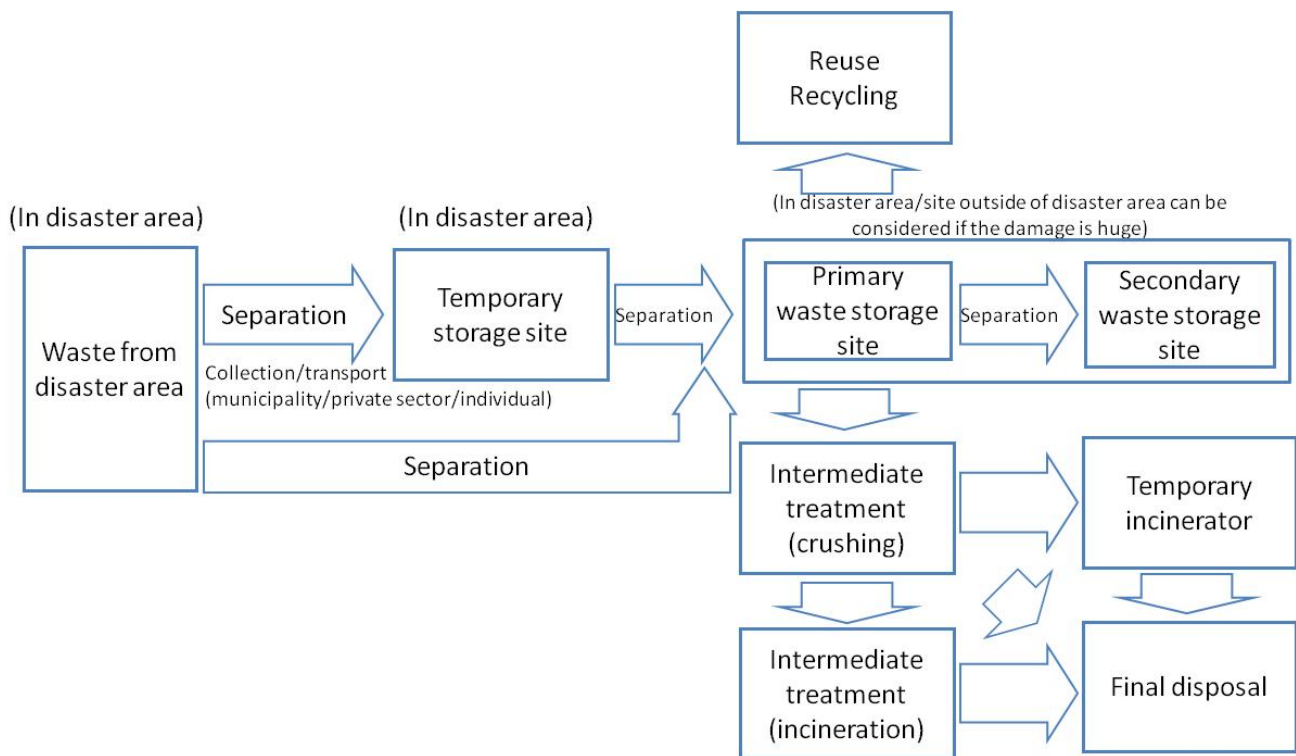 Reuse
Recycling
(In disaster area)
(In disaster area)
(In disaster area/site outside of disaster area can be
considered if the damage is huge)
Waste from
disaster area
Separation
Collection/transport
(municipality/private sector/individual)
Separation
Temporary
storage site
Separation
Primary
waste storage
site
Separation
Secondary
waste storage
site
Intermediate
treatment
(crushing)
Temporary
incinerator
Intermediate
treatment
(incineration)
Final disposal